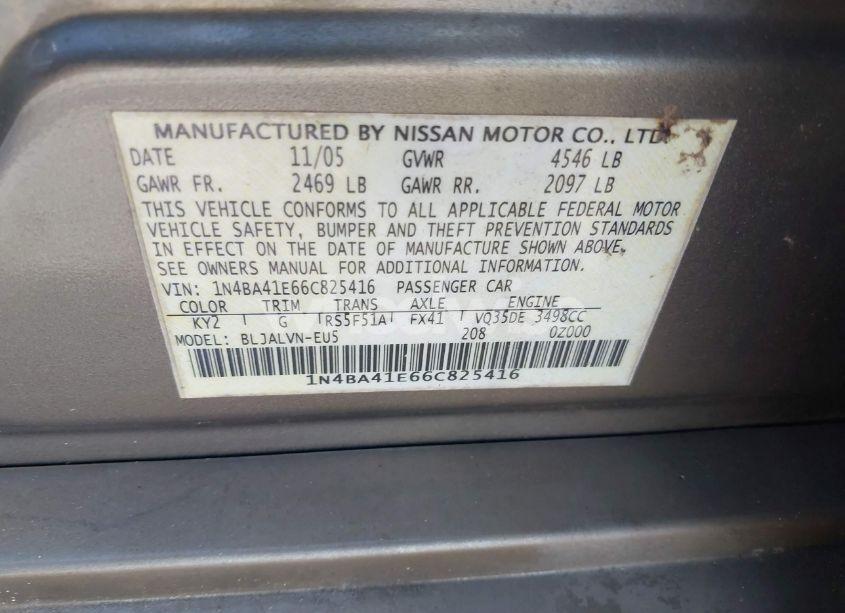 MANUFACTURED BY NISSAN MOTOR CO., LTD.
DATE 11/05 GVWR 4546 LB
GAWR FR. 2469 LB GAWR RR. 2097 LB
THIS VEHICLE CONFORMS TO ALL APPLICABLE FEDERAL MOTOR
VEHICLE SAFETY, BUMPER AND THEFT PREVENTION STANDARDS
IN EFFECT ON THE DATE OF MANUFACTURE SHOWN ABOVE.
SEE OWNERS MANUAL FOR ADDITIONAL INFORMATION.
VIN: 1N4BA41E66C825416 PASSENGER CAR
COLOR TRIM TRANS AXLE ENGINE
KY2 G RS5F51A FX41 VQ35DE 3498CC
MODEL: BLJALVN-EU5 208 0Z000
1N4BA41E66C825416